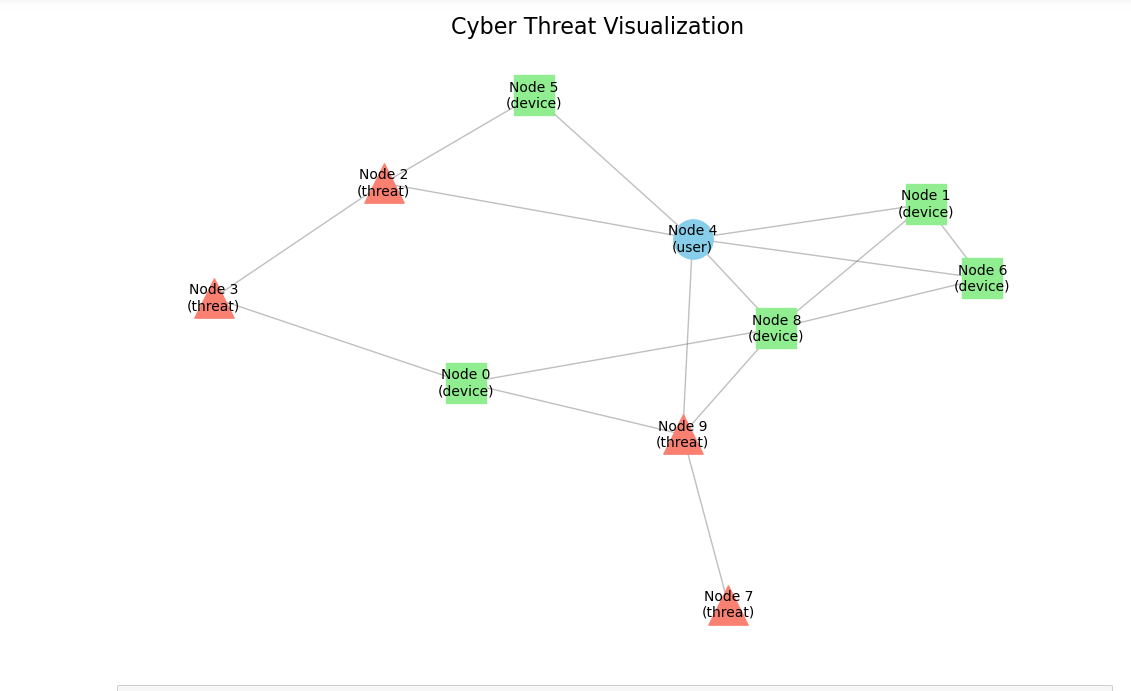 Cyber Threat Visualization
Node 5
(device)
Node 2
(threat)
Node 1
(device)
Node 4
(user)
Node 6
(device)
Node 3
(threat)
Node 8
(device)
Node 0
(device)
Node 9
(threat)
Node 7
(threat)